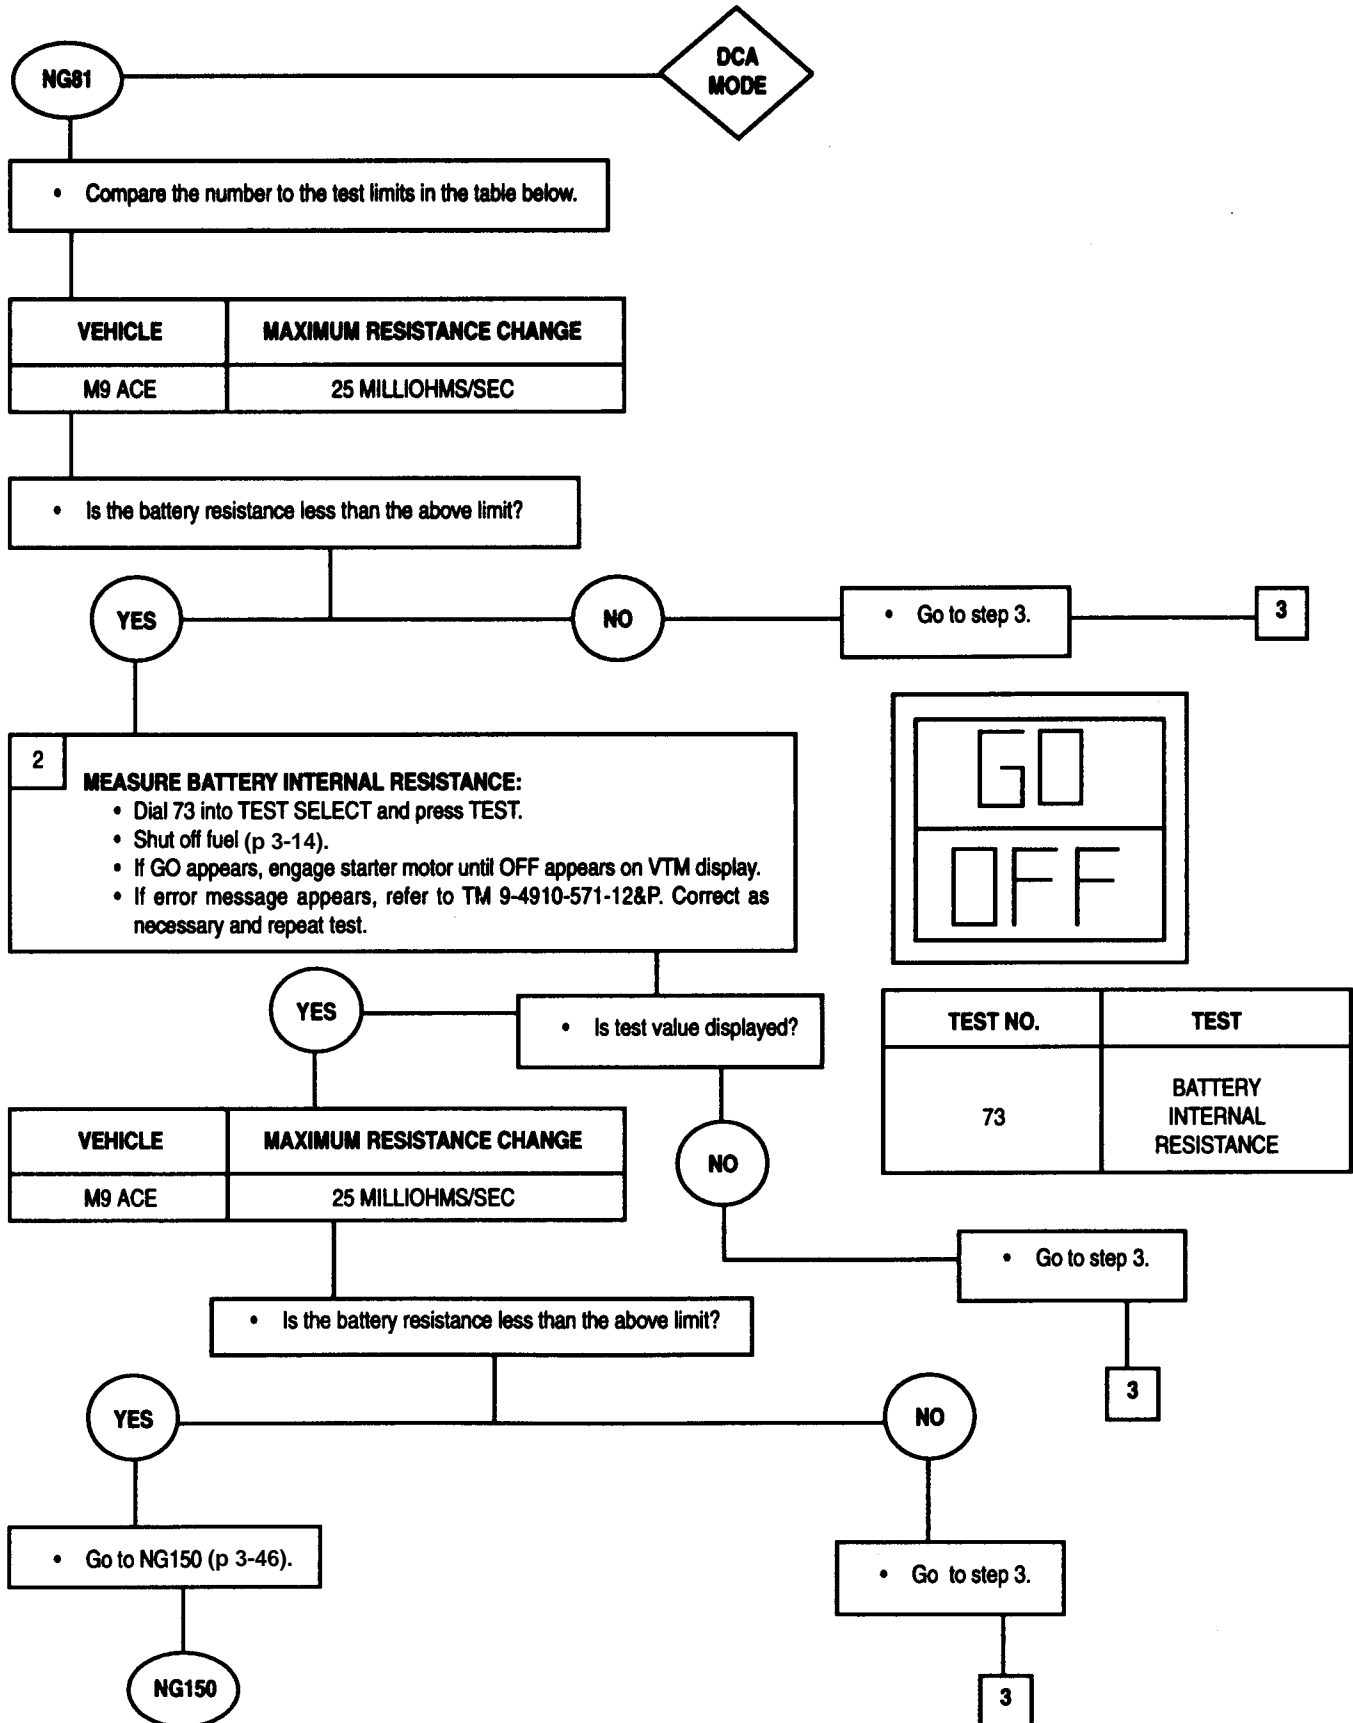 NG81
DCA
MODE
• Compare the number to the test limits in the table below.
VEHICLE MAXIMUM RESISTANCE CHANGE
M9 ACE 25 MILLIOHMS/SEC
• Is the battery resistance less than the above limit?
YES
NO
• Go to step 3.
3
2
MEASURE BATTERY INTERNAL RESISTANCE:
• Dial 73 into TEST SELECT and press TEST.
• Shut off fuel (p 3-14).
• If GO appears, engage starter motor until OFF appears on VTM display.
• If error message appears, refer to TM 9-4910-571-12&P. Correct as
necessary and repeat test.
GO
OFF
YES
• Is test value displayed?
TEST NO. TEST
73
BATTERY
INTERNAL
RESISTANCE
VEHICLE MAXIMUM RESISTANCE CHANGE
M9 ACE 25 MILLIOHMS/SEC
NO
• Go to step 3.
3
• Is the battery resistance less than the above limit?
YES
NO
• Go to NG150 (p 3-46).
• Go to step 3.
NG150
3